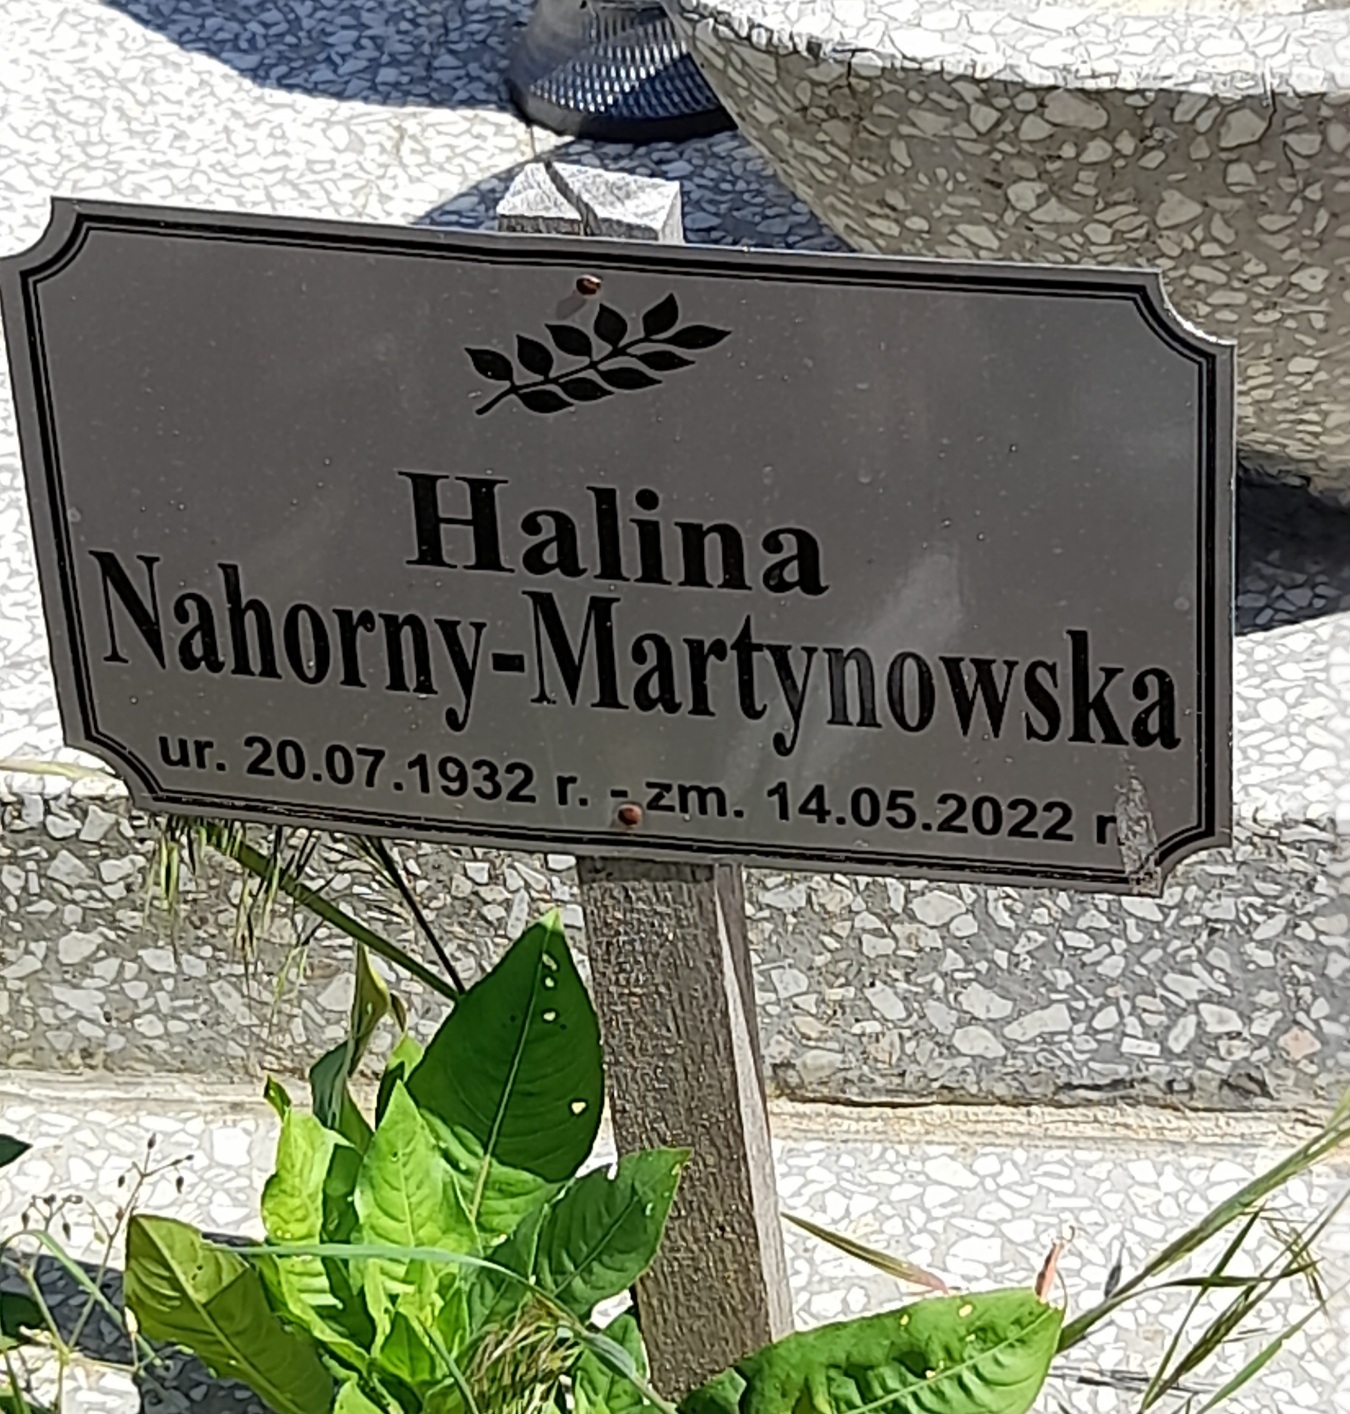 Halina
Nahorny-Martynowska
ur. 20.07.1932 r. - zm. 14.05.2022 r